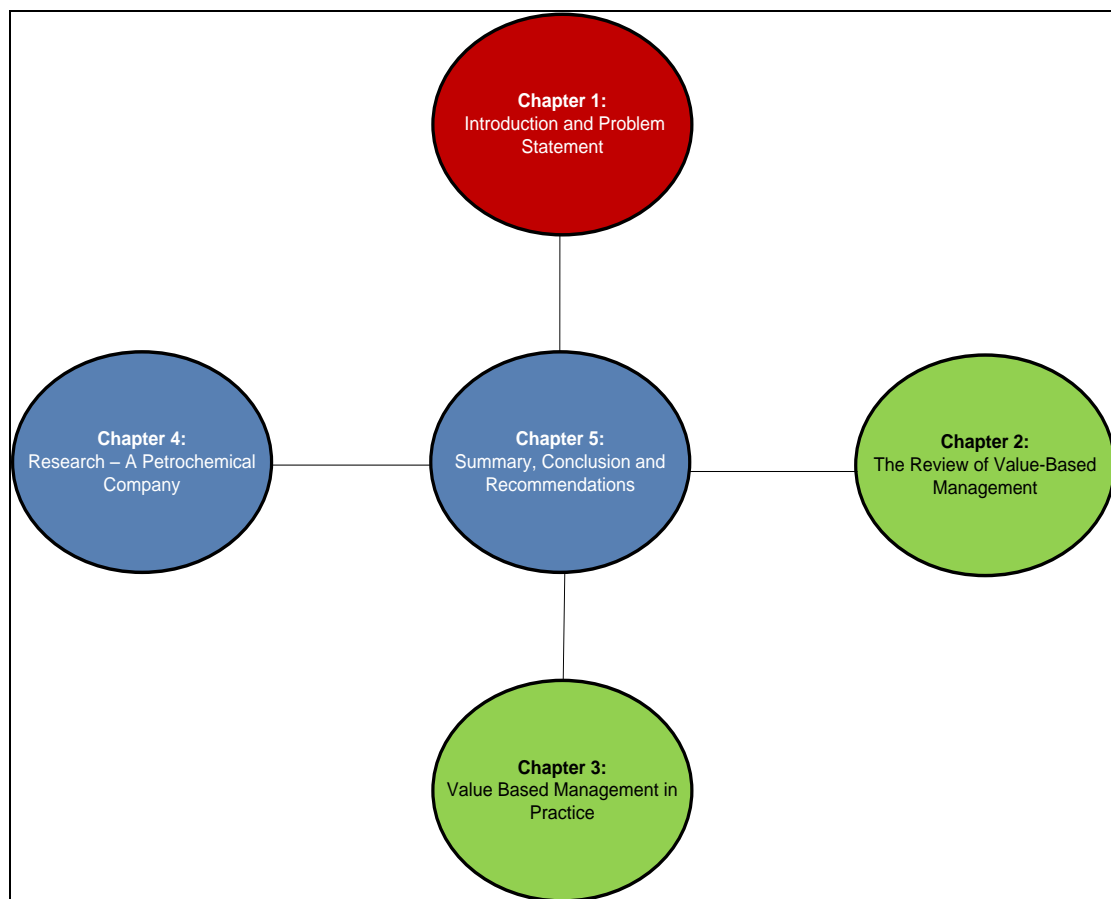 Chapter 1:
Introduction and Problem
Statement
Chapter 4:
Research – A Petrochemical
Company
Chapter 5:
Summary, Conclusion and
Recommendations
Chapter 2:
The Review of Value-Based
Management
Chapter 3:
Value Based Management in
Practice